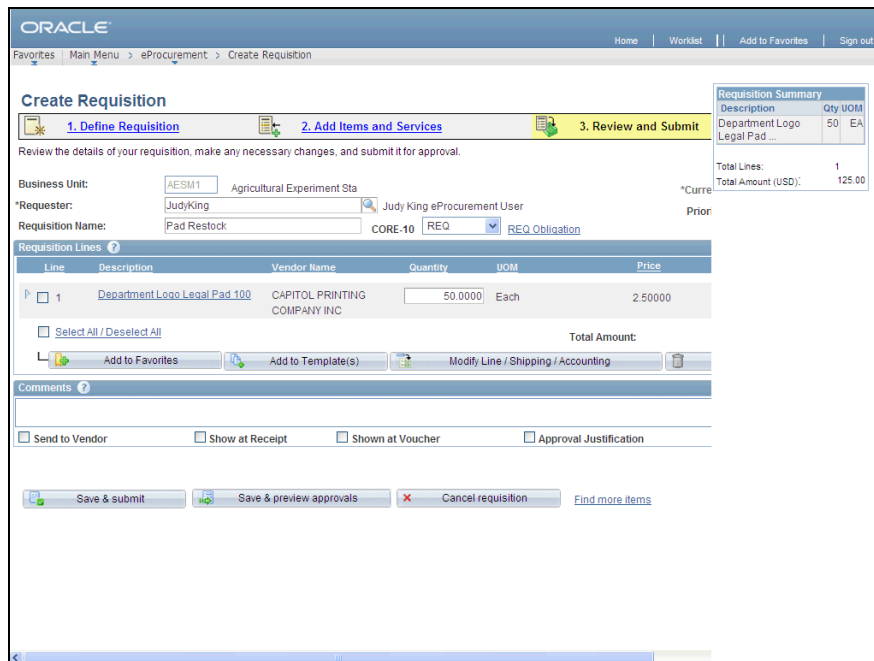 ORACLE
Home | Worklist | | Add to Favorites | Sign out
Favorites | Main Menu > eProcurement > Create Requisition
Create Requisition
1. Define Requisition 2. Add Items and Services 3. Review and Submit
Review the details of your requisition, make any necessary changes, and submit it for approval.
Requisition Summary
Description Qty UOM
Department Logo Legal Pad ... 50 EA
Total Lines: 1
Total Amount (USD): 125.00
Business Unit: AESM1 Agricultural Experiment Sta *Curre
*Requester: JudyKing Judy King eProcurement User Prior
Requisition Name: Pad Restock CORE-10 REQ REQ Obligation
Requisition Lines ?
Line Description Vendor Name Quantity UOM Price
1 Department Logo Legal Pad 100 CAPITOL PRINTING COMPANY INC 50.0000 Each 2.50000
Select All / Deselect All Total Amount:
Add to Favorites Add to Template(s) Modify Line / Shipping / Accounting
Comments ?
Send to Vendor Show at Receipt Shown at Voucher Approval Justification
Save & submit Save & preview approvals Cancel requisition Find more items